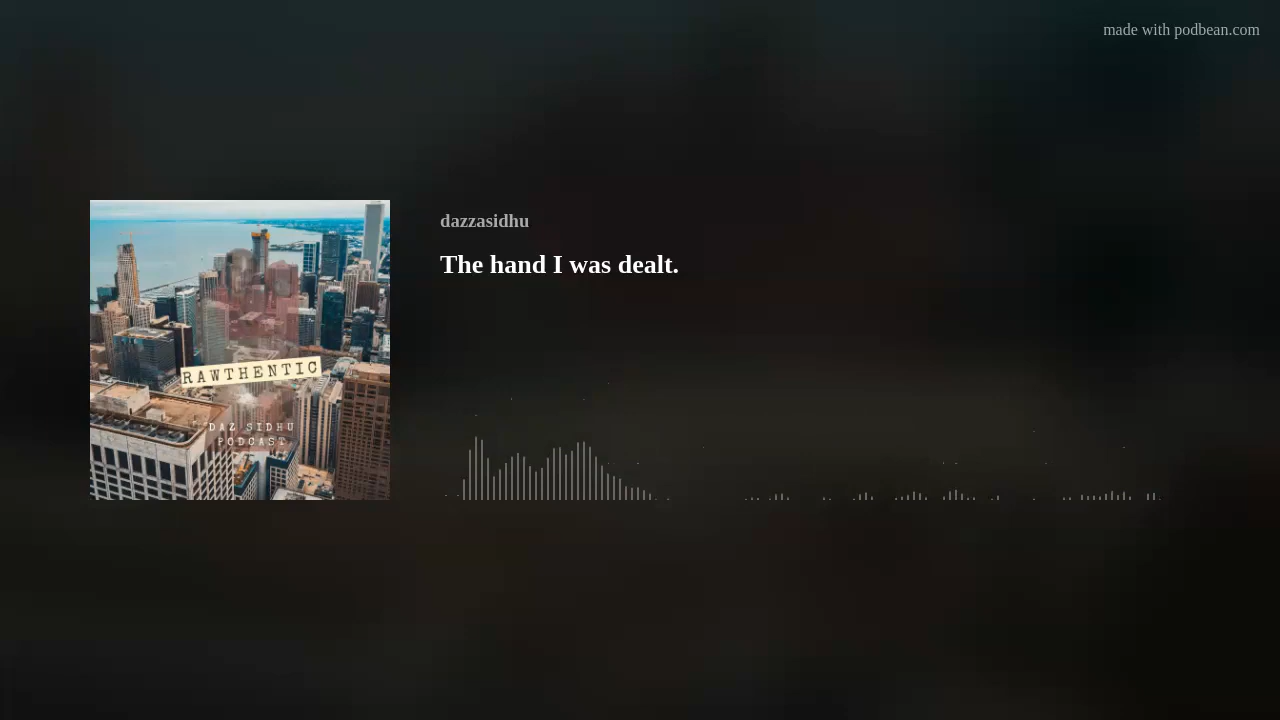 made with podbean.com
dazzasidhu
The hand I was dealt.
RAWTHENTIC
DAZ SIDHU
PODCAST